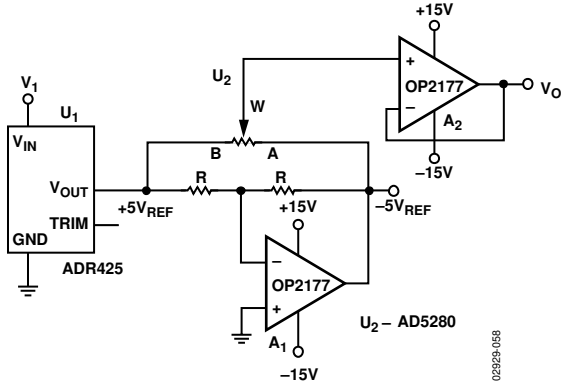 +15V
V1
U1
U2
+
OP2177
VO
−
A2
−15V
W
B
A
VIN
VOUT
+5VREF
R
R
−5VREF
TRIM
GND
ADR425
+15V
−
OP2177
+
A1
−15V
U2 – AD5280
02929-058